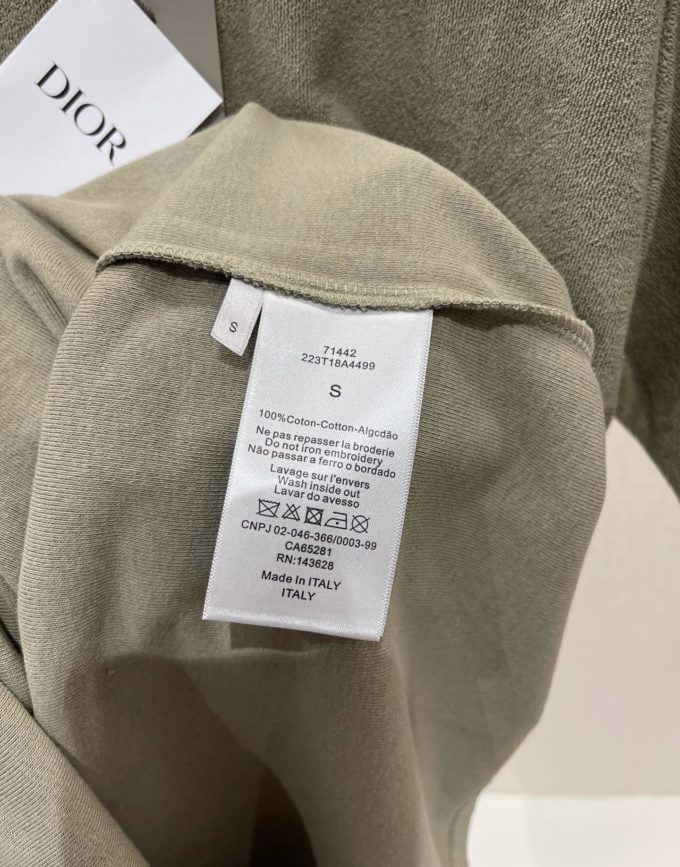 DIOR
S
71442
223T18A4499
S
100%Coton-Cotton-Algcdão
Ne pas repasser la broderie
Do not iron embroidery
Não passar a ferro o bordado
Lavage sur l'envers
Wash inside out
Lavar do avesso
CNPJ 02-046-366/0003-99
CA65281
RN:143628
Made In ITALY
ITALY